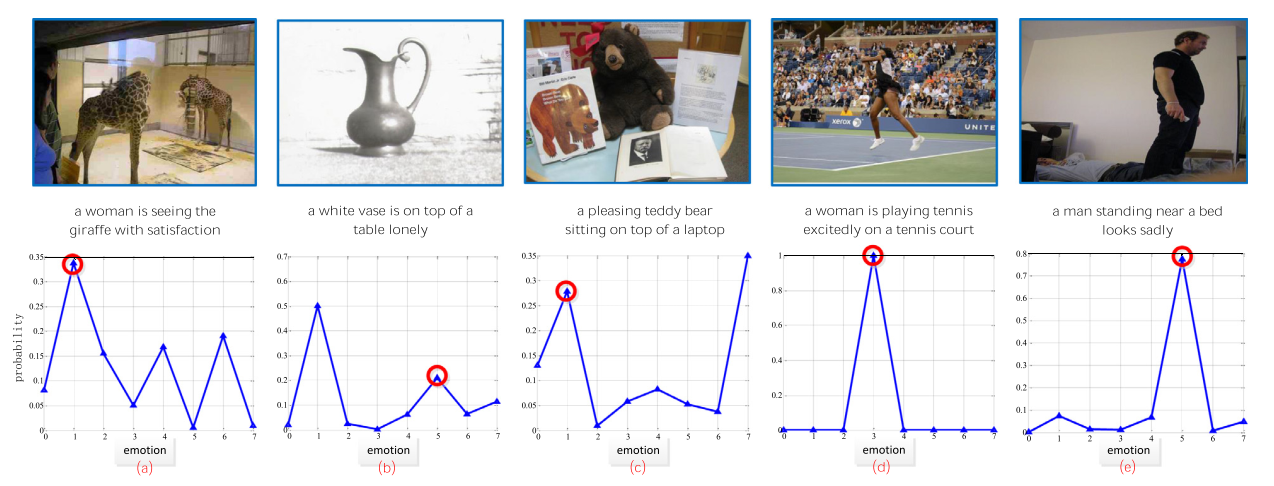 TO
xerox
UNITE
a woman is seeing the
giraffe with satisfaction
a white vase is on top of a
table lonely
a pleasing teddy bear
sitting on top of a laptop
a woman is playing tennis
excitedly on a tennis court
a man standing near a bed
looks sadly
probability
0.35
0.3
0.25
0.2
0.15
0.1
0.05
0
0 1 2 3 4 5 6 7
emotion
(a)
0.7
0.6
0.5
0.4
0.3
0.2
0.1
0
0 1 2 3 4 5 6 7
emotion
(b)
0.35
0.3
0.25
0.2
0.15
0.1
0.05
0
0 1 2 3 4 5 6 7
emotion
(c)
1
0.8
0.6
0.4
0.2
0
0 1 2 3 4 5 6 7
emotion
(d)
0.8
0.7
0.6
0.5
0.4
0.3
0.2
0.1
0
0 1 2 3 4 5 6 7
emotion
(e)